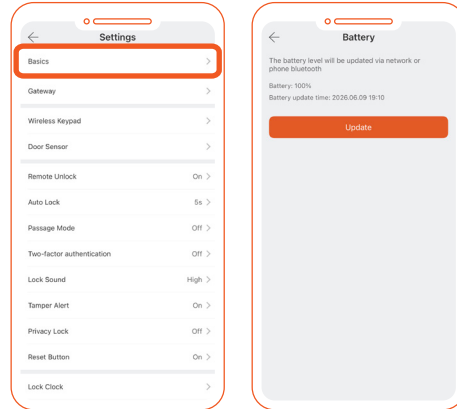 Settings
Basics
Gateway
Wireless Keypad
Door Sensor
Remote Unlock On
Auto Lock 5s
Passage Mode Off
Two-factor authentication Off
Lock Sound High
Tamper Alert On
Privacy Lock Off
Reset Button On
Lock Clock
Battery
The battery level will be updated via network or
phone bluetooth
Battery: 100%
Battery update time: 2026.06.09 19:10
Update